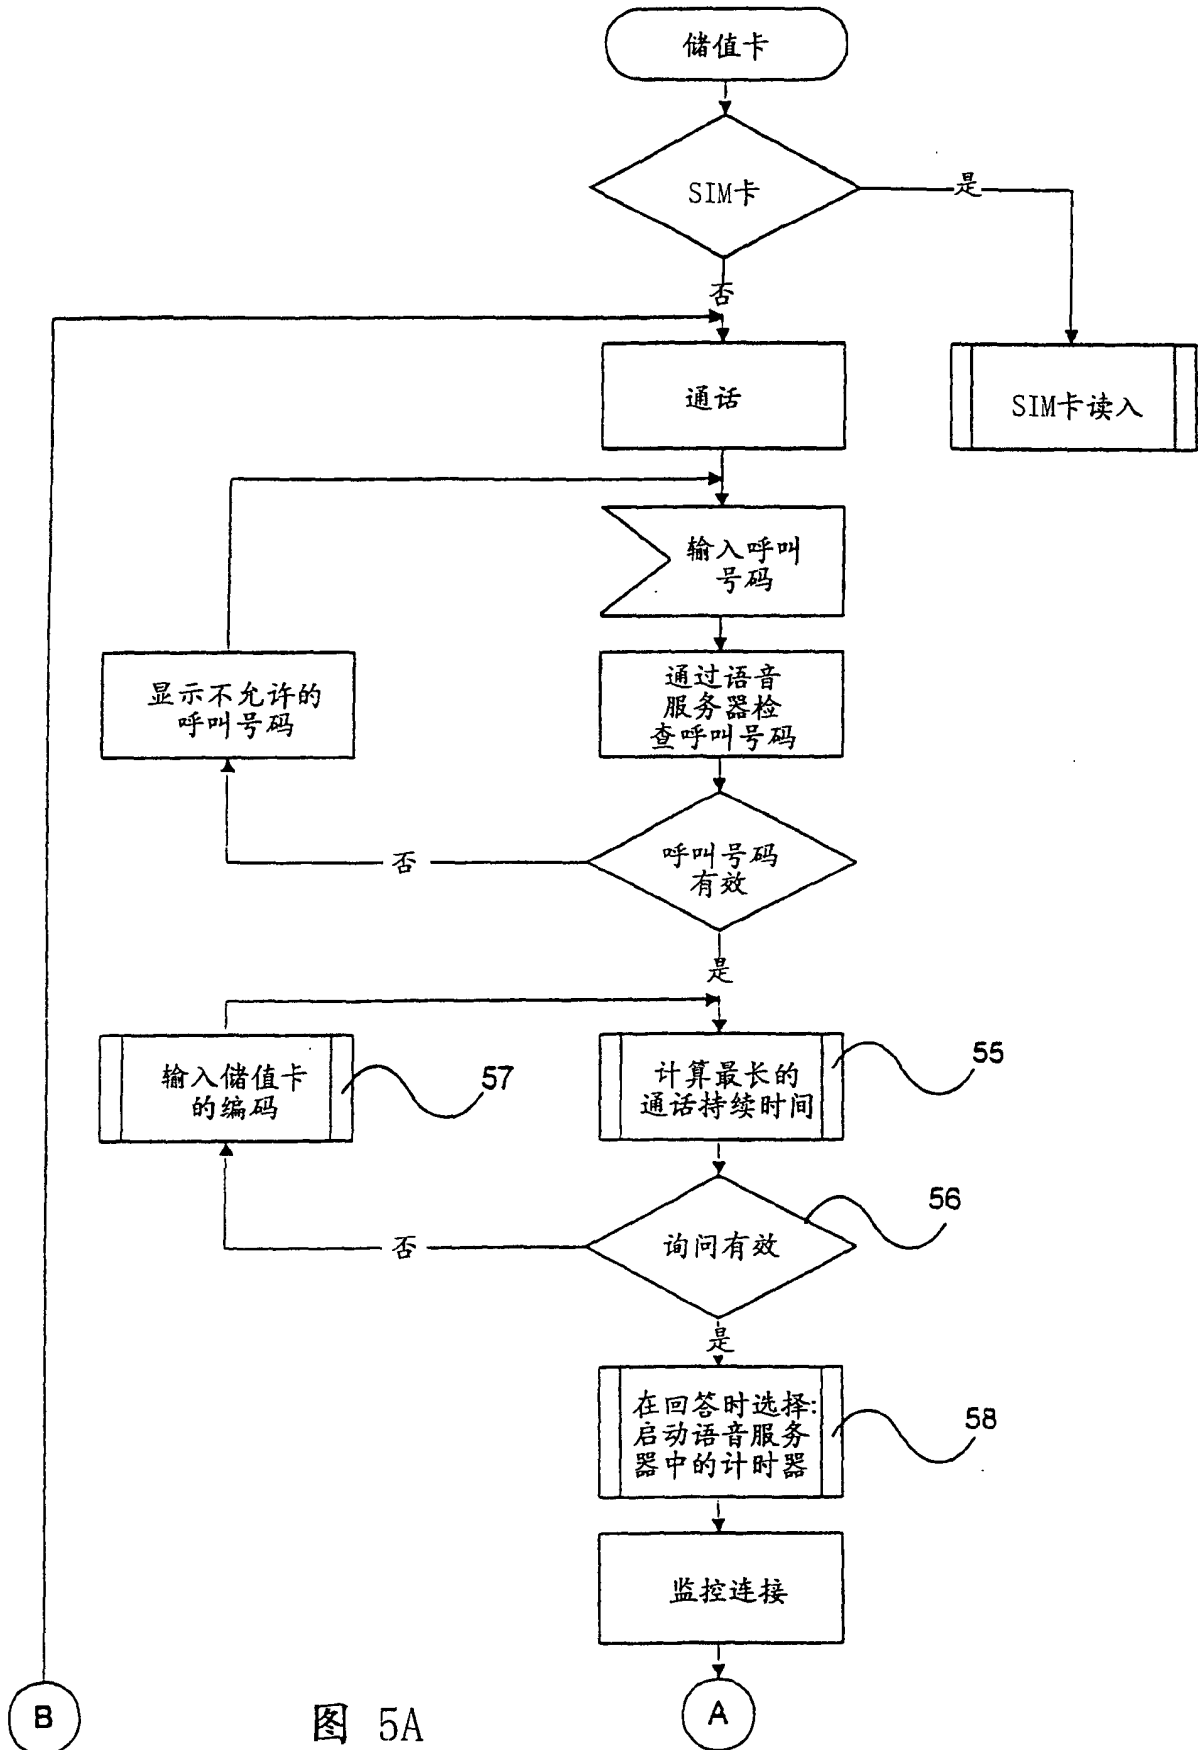 储值卡
SIM卡
是
否
通话
SIM卡读入
输入呼叫
号码
显示不允许的
呼叫号码
通过语音
服务器检
查呼叫号码
否
呼叫号码
有效
是
输入储值卡
的编码
57
计算最长的
通话持续时间
55
56
否
询问有效
是
在回答时选择:
启动语音服务
器中的计时器
58
监控连接
B
图 5A
A